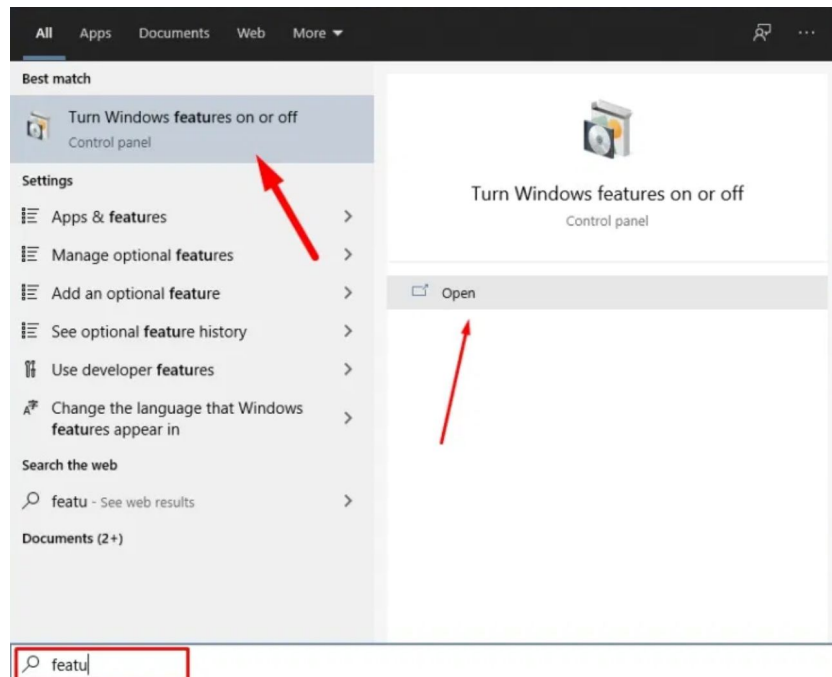 All Apps Documents Web More
Best match
Turn Windows features on or off
Control panel
Settings
Apps & features
Manage optional features
Add an optional feature
See optional feature history
Use developer features
Change the language that Windows
features appear in
Search the web
featu - See web results
Documents (2+)
Turn Windows features on or off
Control panel
Open
featu